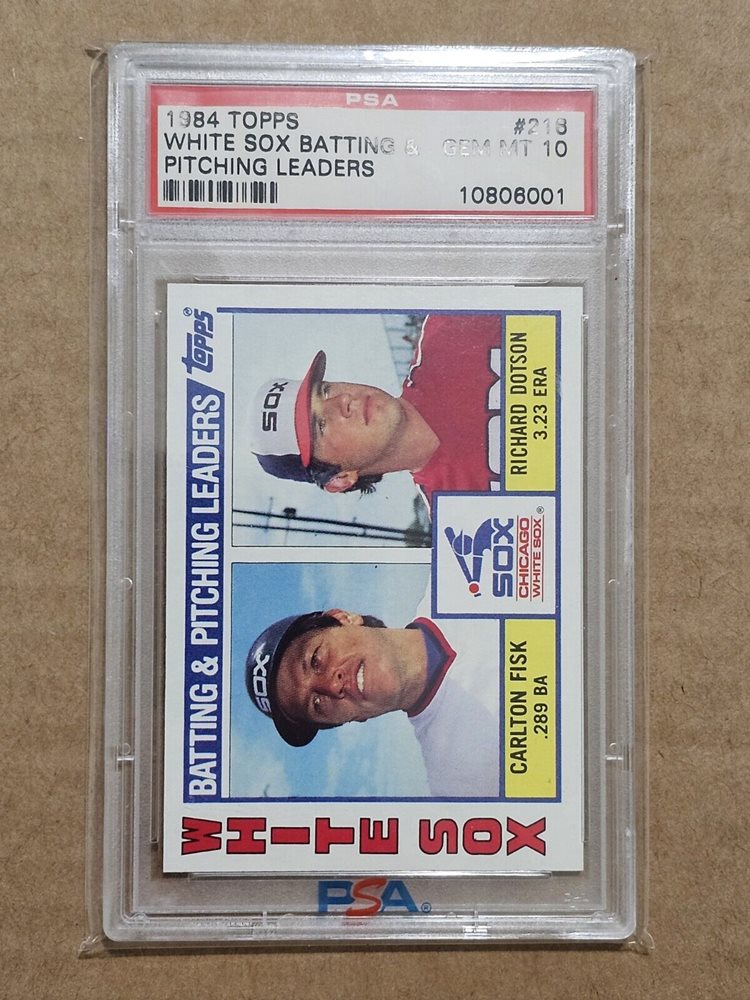 PSA
1984 TOPPS #216
WHITE SOX BATTING & GEM MT 10
PITCHING LEADERS
10806001
BATTING & PITCHING LEADERS topps®
SOX
RICHARD DOTSON
3.23 ERA
SOX
CHICAGO
WHITE SOX®
SOX
CARLTON FISK
.289 BA
WHITE SOX
PSA®